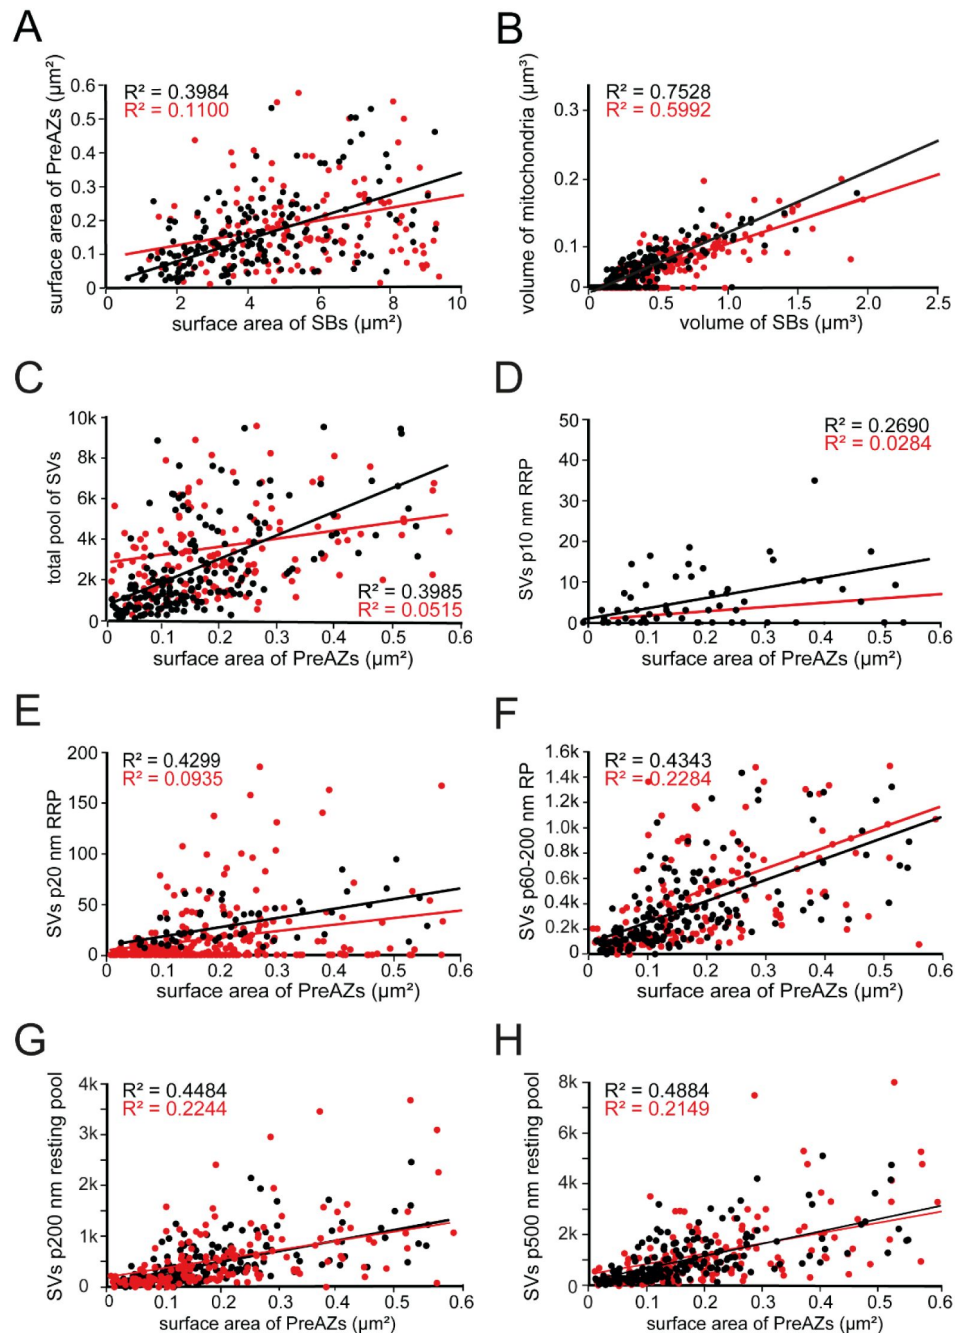 A
surface area of PreAZs (µm²)
R² = 0.3984
R² = 0.1100
0.6
0.5
0.4
0.3
0.2
0.1
0
2
4
6
8
10
surface area of SBs (µm²)
B
volume of mitochondria (µm³)
R² = 0.7528
R² = 0.5992
0.3
0.2
0.1
0
0
0.5
1.0
1.5
2.0
2.5
volume of SBs (µm³)
C
total pool of SVs
10k
8k
6k
4k
2k
0
R² = 0.3985
R² = 0.0515
0
0.1
0.2
0.3
0.4
0.5
0.6
surface area of PreAZs (µm²)
D
SVs p10 nm RRP
R² = 0.2690
R² = 0.0284
50
40
30
20
10
0
0
0.1
0.2
0.3
0.4
0.5
0.6
surface area of PreAZs (µm²)
E
SVs p20 nm RRP
R² = 0.4299
R² = 0.0935
200
150
100
50
0
0
0.1
0.2
0.3
0.4
0.5
0.6
surface area of PreAZs (µm²)
F
SVs p60-200 nm RP
R² = 0.4343
R² = 0.2284
1.6k
1.4k
1.2k
1.0k
0.8k
0.6k
0.4k
0.2k
0
0
0.1
0.2
0.3
0.4
0.5
0.6
surface area of PreAZs (µm²)
G
SVs p200 nm resting pool
R² = 0.4484
R² = 0.2244
4k
3k
2k
1k
0
0
0.1
0.2
0.3
0.4
0.5
0.6
surface area of PreAZs (µm²)
H
SVs p500 nm resting pool
R² = 0.4884
R² = 0.2149
8k
6k
4k
2k
0
0
0.1
0.2
0.3
0.4
0.5
0.6
surface area of PreAZs (µm²)